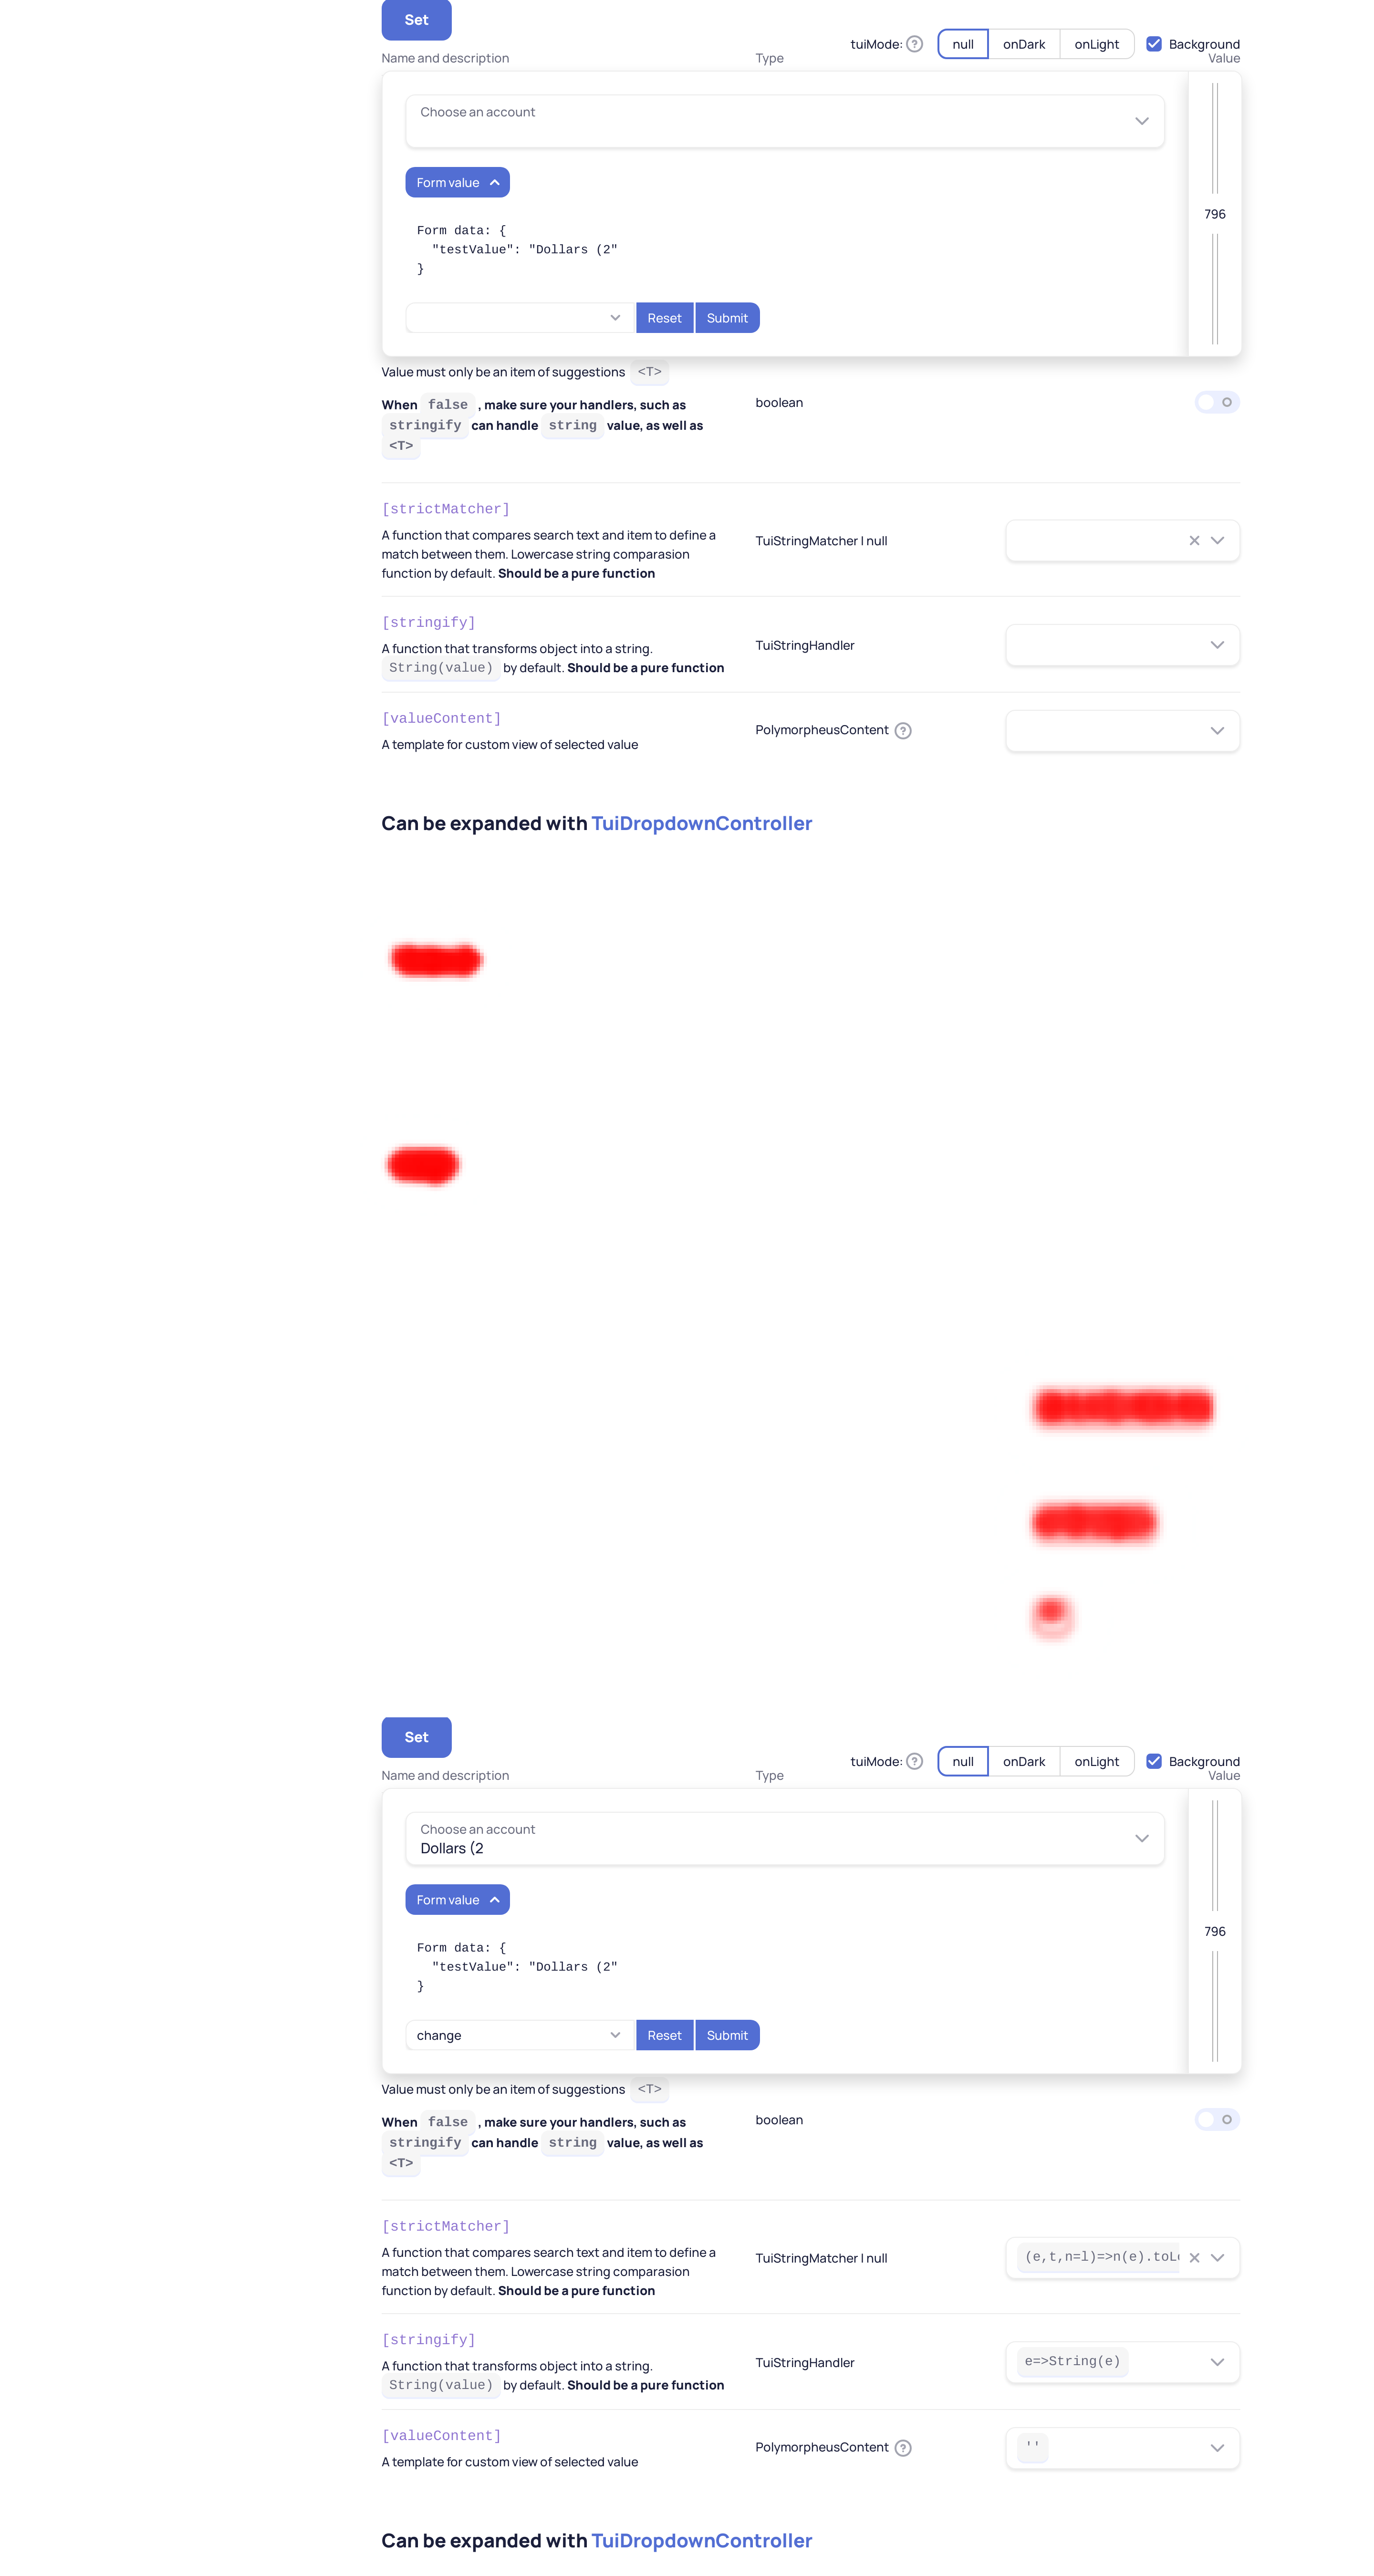 Set
tuiMode: ? null onDark onLight Background
Name and description Type Value
Choose an account
Form value
796
Form data: {
"testValue": "Dollars (2"
}
Reset Submit
Value must only be an item of suggestions <T>
When false , make sure your handlers, such as
boolean
stringify can handle string value, as well as
<T>
[strictMatcher]
A function that compares search text and item to define a
match between them. Lowercase string comparasion
function by default. Should be a pure function
TuiStringMatcher | null
[stringify]
A function that transforms object into a string.
String(value) by default. Should be a pure function
TuiStringHandler
[valueContent]
A template for custom view of selected value
PolymorpheusContent ?
Can be expanded with TuiDropdownController
Set
tuiMode: ? null onDark onLight Background
Name and description Type Value
Choose an account
Dollars (2
Form value
796
Form data: {
"testValue": "Dollars (2"
}
change Reset Submit
Value must only be an item of suggestions <T>
When false , make sure your handlers, such as
boolean
stringify can handle string value, as well as
<T>
[strictMatcher]
A function that compares search text and item to define a
match between them. Lowercase string comparasion
function by default. Should be a pure function
TuiStringMatcher | null
(e,t,n=l)=>n(e).toL
[stringify]
A function that transforms object into a string.
String(value) by default. Should be a pure function
TuiStringHandler
e=>String(e)
[valueContent]
A template for custom view of selected value
PolymorpheusContent ?
''
Can be expanded with TuiDropdownController